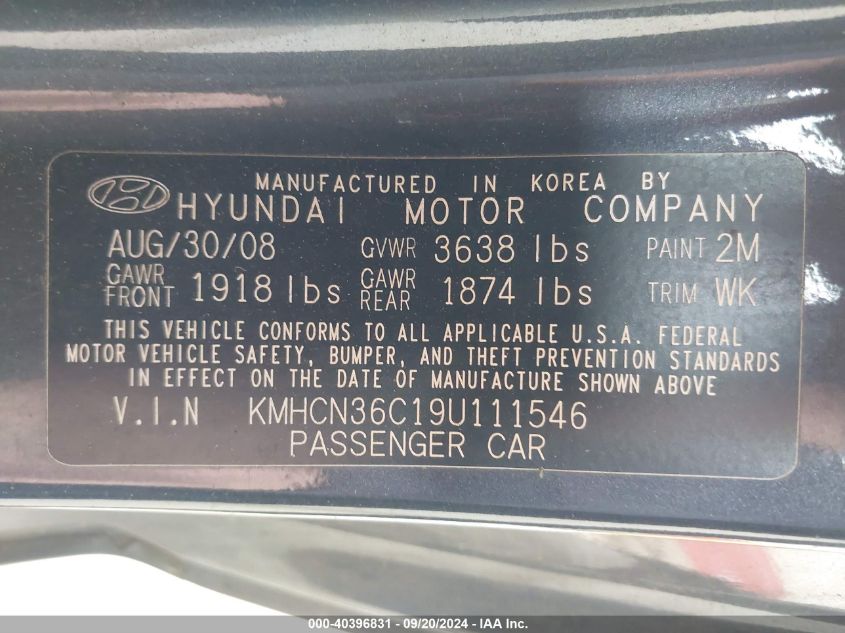 MANUFACTURED IN KOREA BY
HYUNDAI MOTOR COMPANY
AUG/30/08 GVWR 3638 lbs PAINT 2M
GAWR FRONT 1918 lbs GAWR REAR 1874 lbs TRIM WK
THIS VEHICLE CONFORMS TO ALL APPLICABLE U.S.A. FEDERAL
MOTOR VEHICLE SAFETY, BUMPER, AND THEFT PREVENTION STANDARDS
IN EFFECT ON THE DATE OF MANUFACTURE SHOWN ABOVE
V.I.N KMHCN36C19U111546
PASSENGER CAR
000-40396831 - 09/20/2024 - IAA Inc.